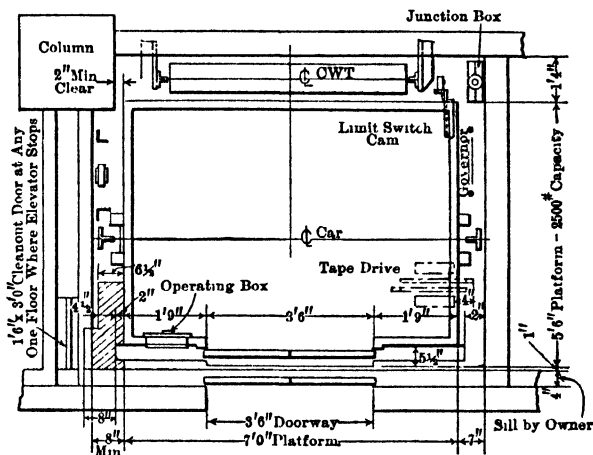 Junction Box
Column
2" Min
Clear
℄ CWT
1'4"
Limit Switch
Cam
Governor
1'6"x 3'0" Cleanout Door at Any
One Floor Where Elevator Stops
5'6" Platform - 2500# Capacity
℄ Car
6⅛"
Tape Drive
Operating Box
4½"
2"
4"
2"
1'9"
3'6"
1'9"
5½"
1"
4"
Sill by Owner
8"
3'6" Doorway
8"
Min
7'0" Platform
7"